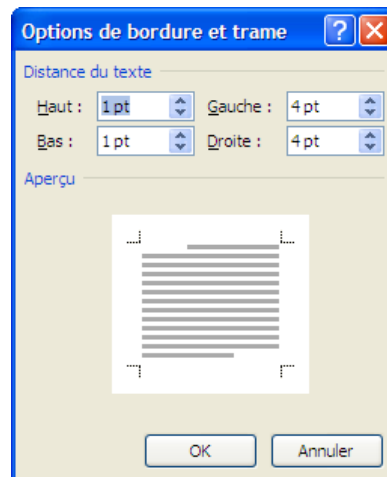 Options de bordure et trame
Distance du texte
Haut : 1 pt Gauche : 4 pt
Bas : 1 pt Droite : 4 pt
Aperçu
OK Annuler